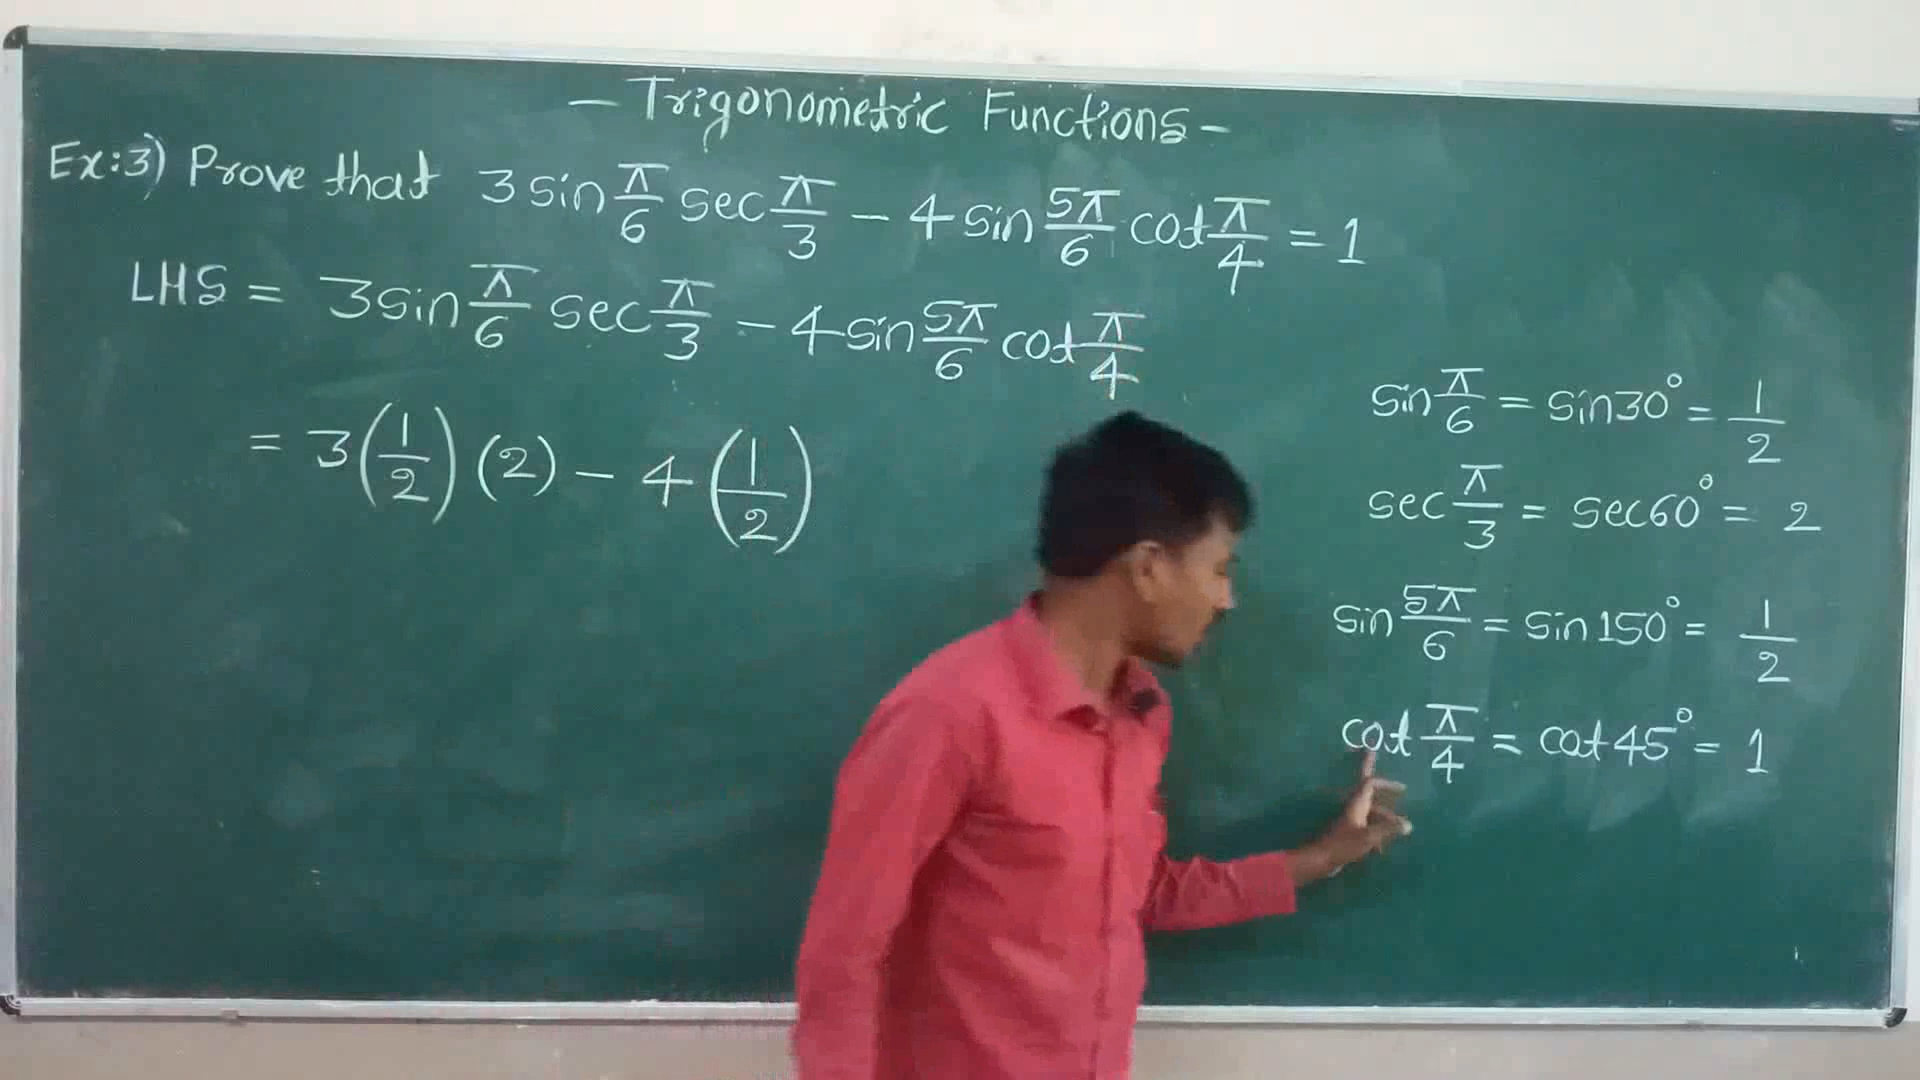 - Trigonometric Functions -
Ex:3) Prove that 3 sin π/6 sec π/3 - 4 sin 5π/6 cot π/4 = 1
LHS = 3 sin π/6 sec π/3 - 4 sin 5π/6 cot π/4
= 3 (1/2) (2) - 4 (1/2)
sin π/6 = sin 30° = 1/2
sec π/3 = sec 60° = 2
sin 5π/6 = sin 150° = 1/2
cot π/4 = cot 45° = 1